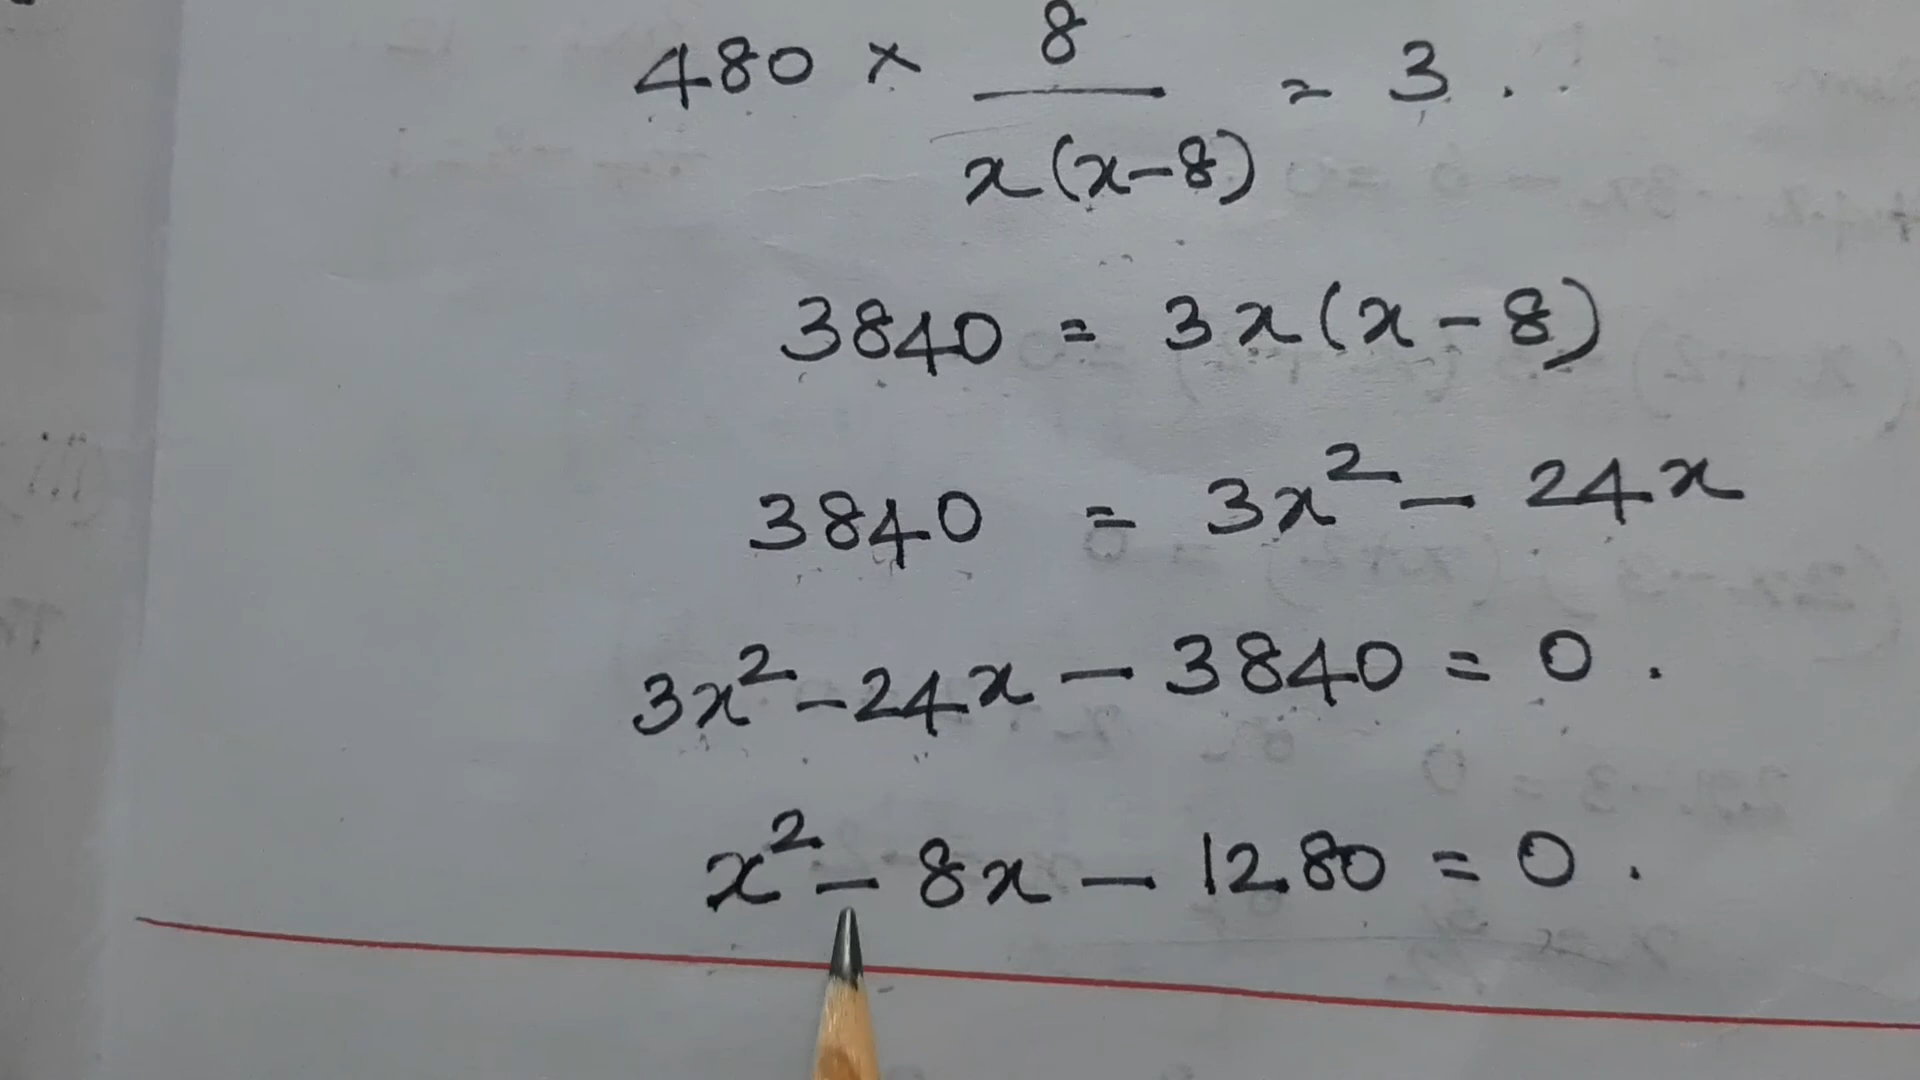 480 × 8/x(x-8) = 3.
3840 = 3x(x-8)
3840 = 3x² - 24x
3x² - 24x - 3840 = 0.
x² - 8x - 1280 = 0.